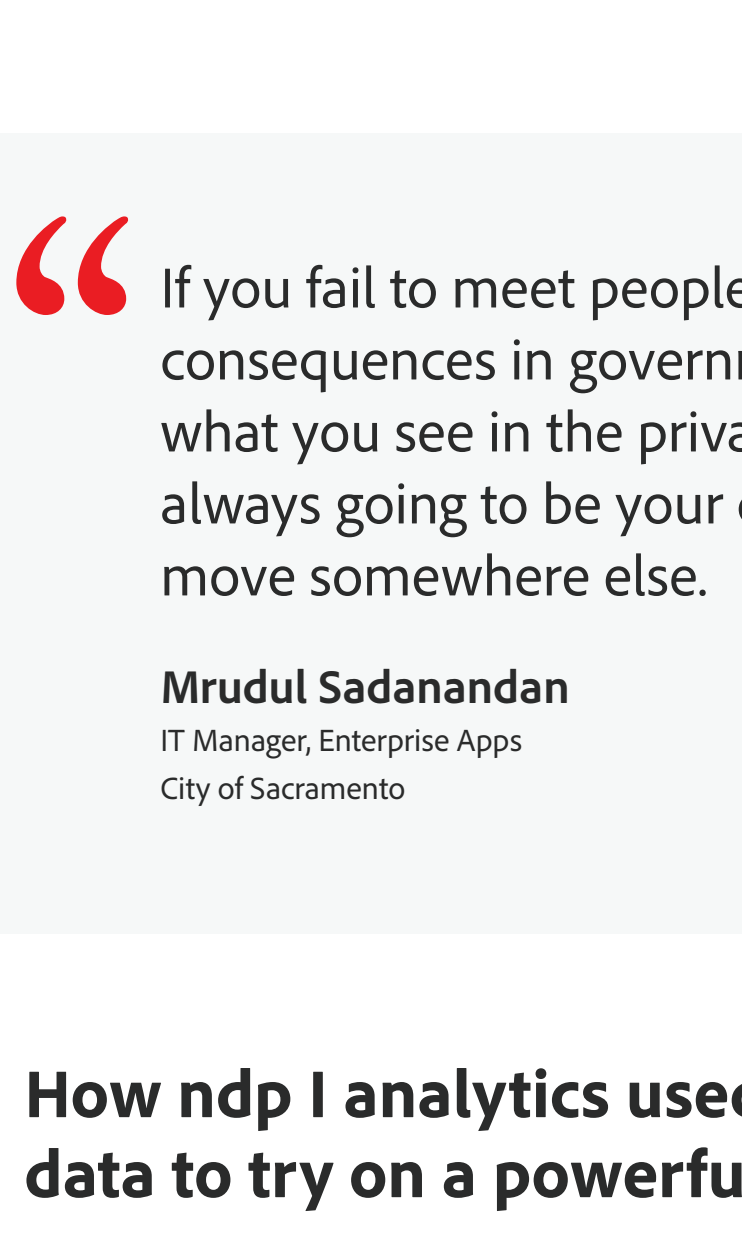 “If you fail to meet people
consequences in govern
what you see in the priva
always going to be your
move somewhere else.
Mrudul Sadanandan
IT Manager, Enterprise Apps
City of Sacramento
How ndp I analytics used
data to try on a powerfu